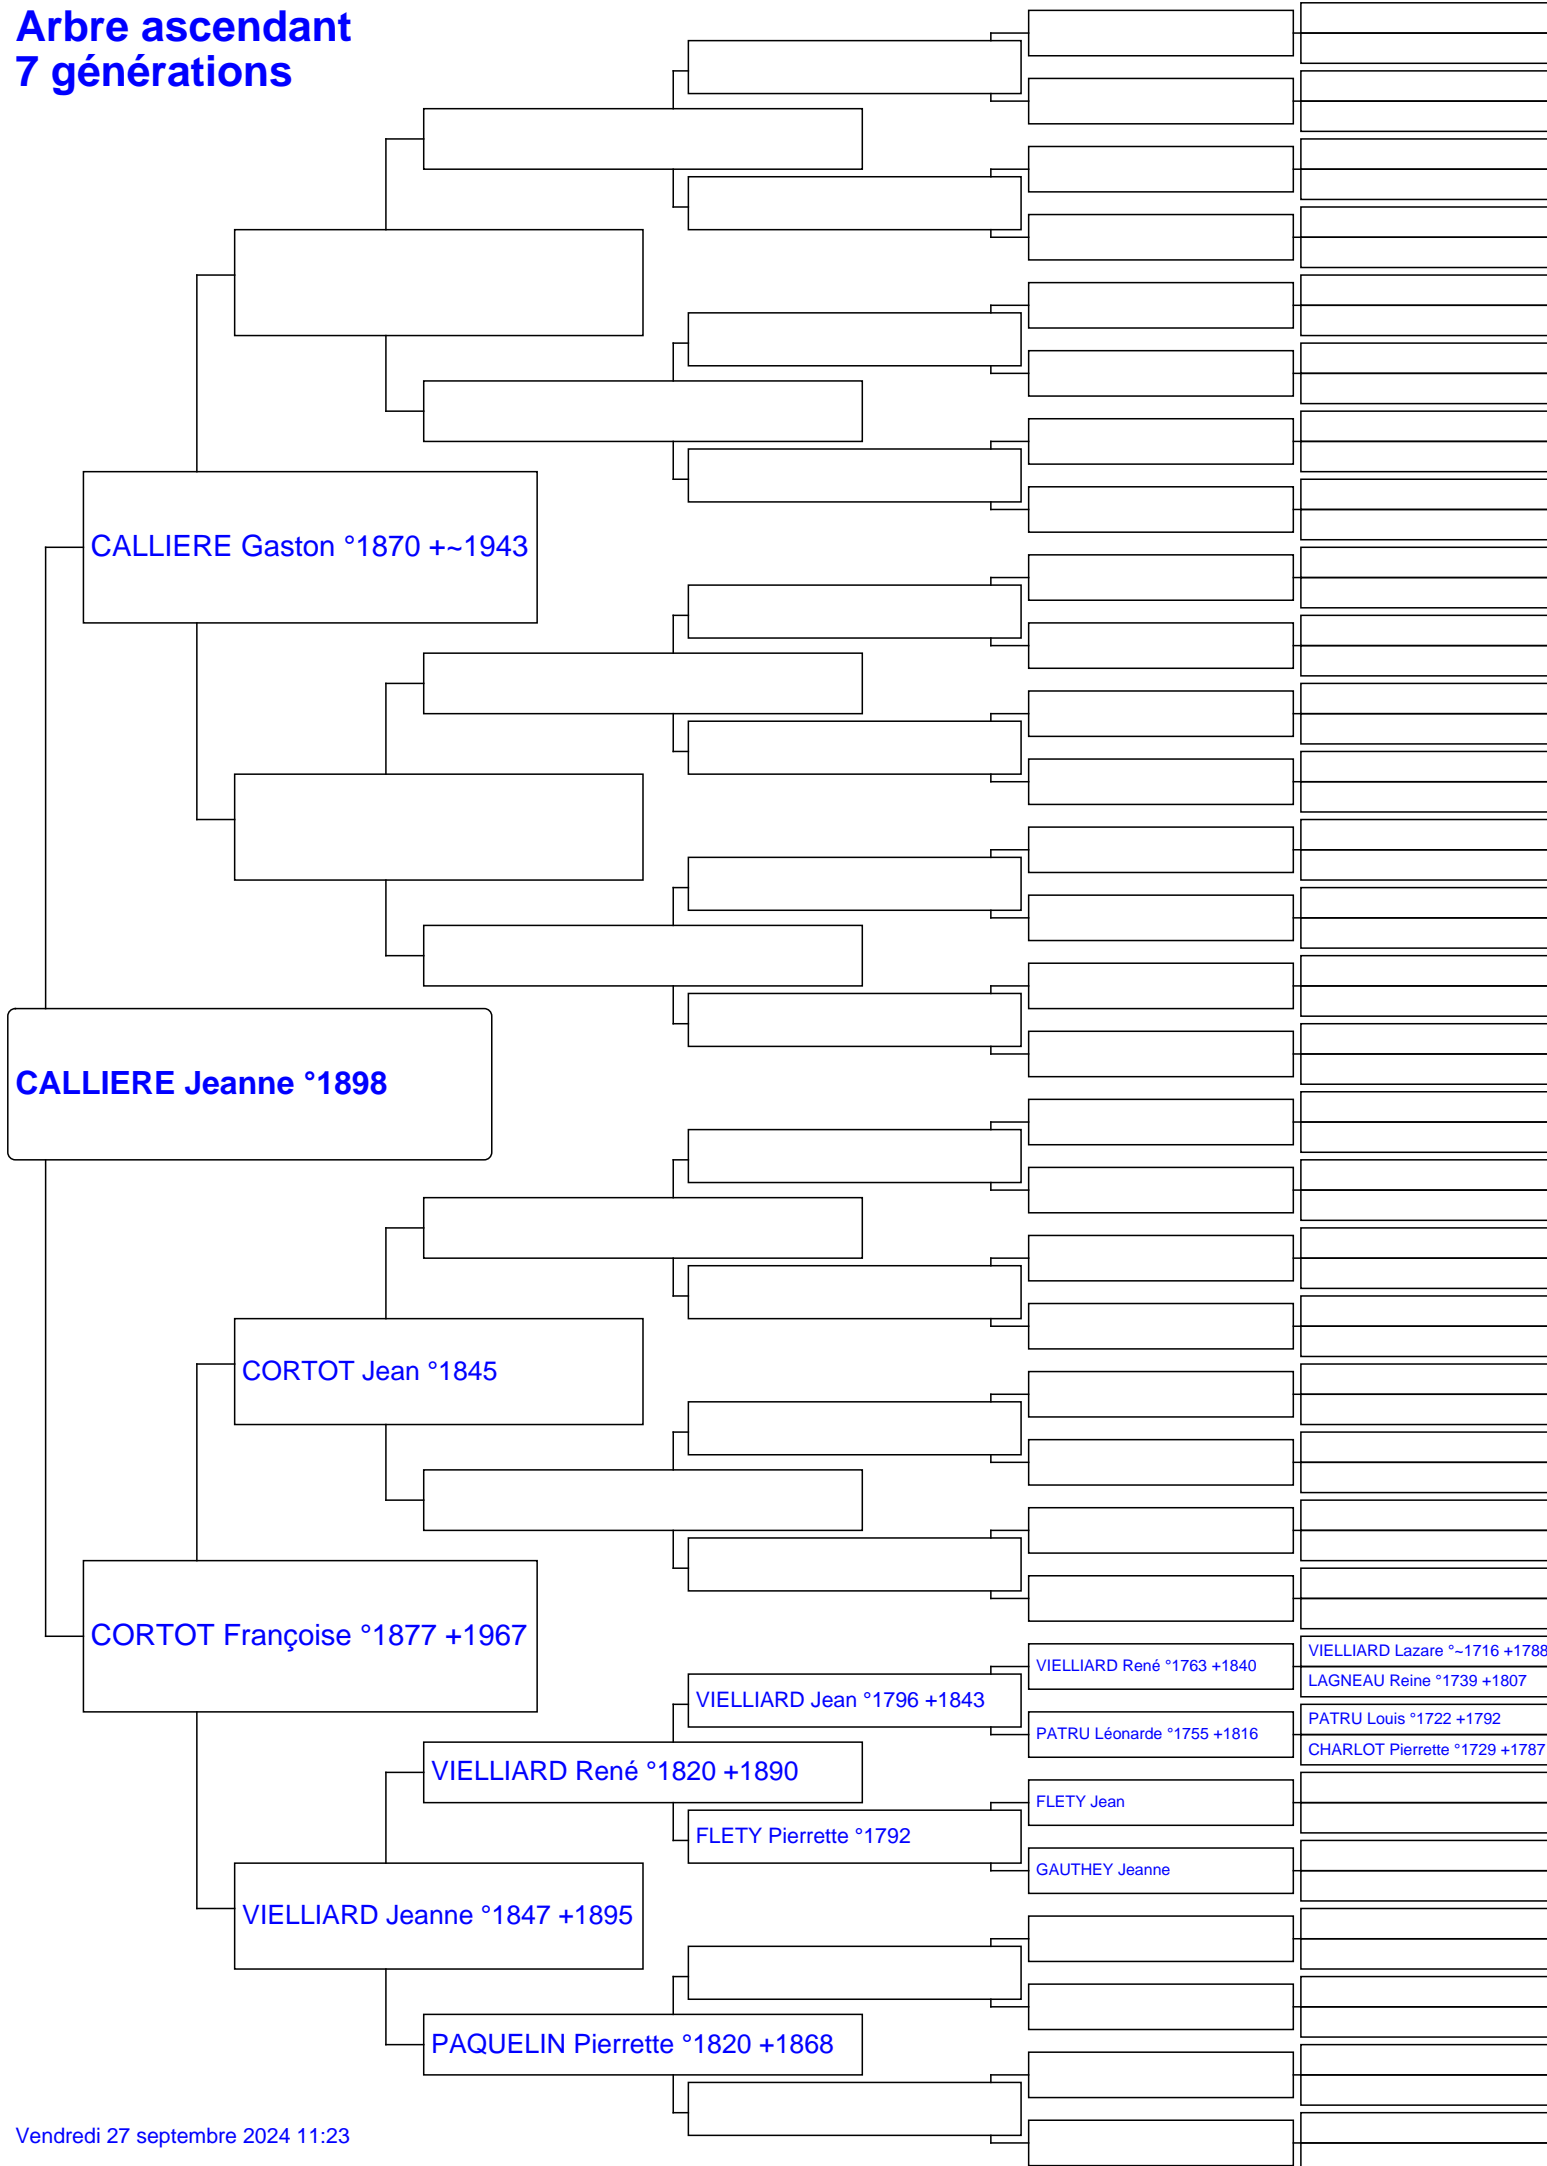 Arbre ascendant
7 générations
CALLIERE Gaston °1870 +~1943
CALLIERE Jeanne °1898
CORTOT Jean °1845
CORTOT Françoise °1877 +1967
VIELLIARD René °1763 +1840
VIELLIARD Lazare °~1716 +1788
LAGNEAU Reine °1739 +1807
VIELLIARD Jean °1796 +1843
PATRU Léonarde °1755 +1816
PATRU Louis °1722 +1792
CHARLOT Pierrette °1729 +1787
VIELLIARD René °1820 +1890
FLETY Jean
FLETY Pierrette °1792
GAUTHEY Jeanne
VIELLIARD Jeanne °1847 +1895
PAQUELIN Pierrette °1820 +1868
Vendredi 27 septembre 2024 11:23